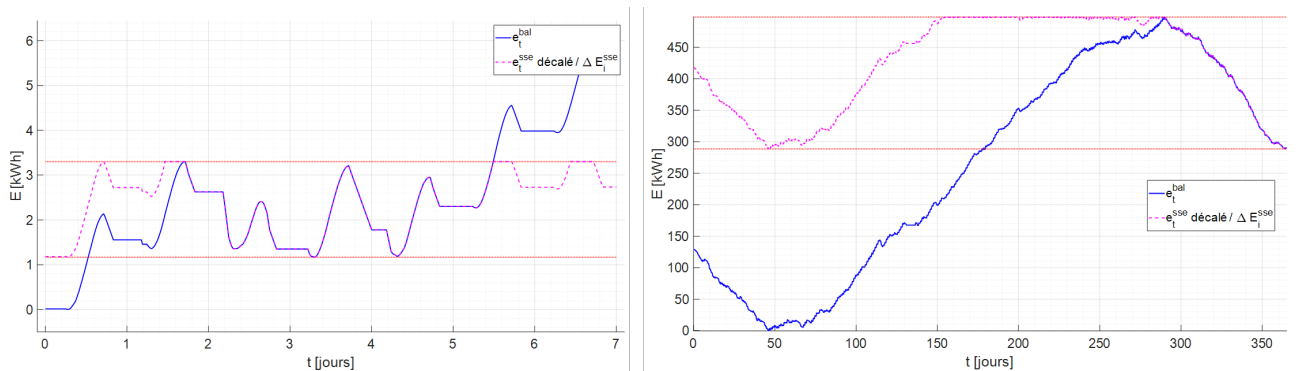 6
5
4
3
2
1
0
E [kWh]
e_t^bal
e_t^sse décalé / Δ E_i^sse
0 1 2 3 4 5 6 7
t [jours]
450
400
350
300
250
200
150
100
50
0
E [kWh]
e_t^bal
e_t^sse décalé / Δ E_i^sse
0 50 100 150 200 250 300 350
t [jours]